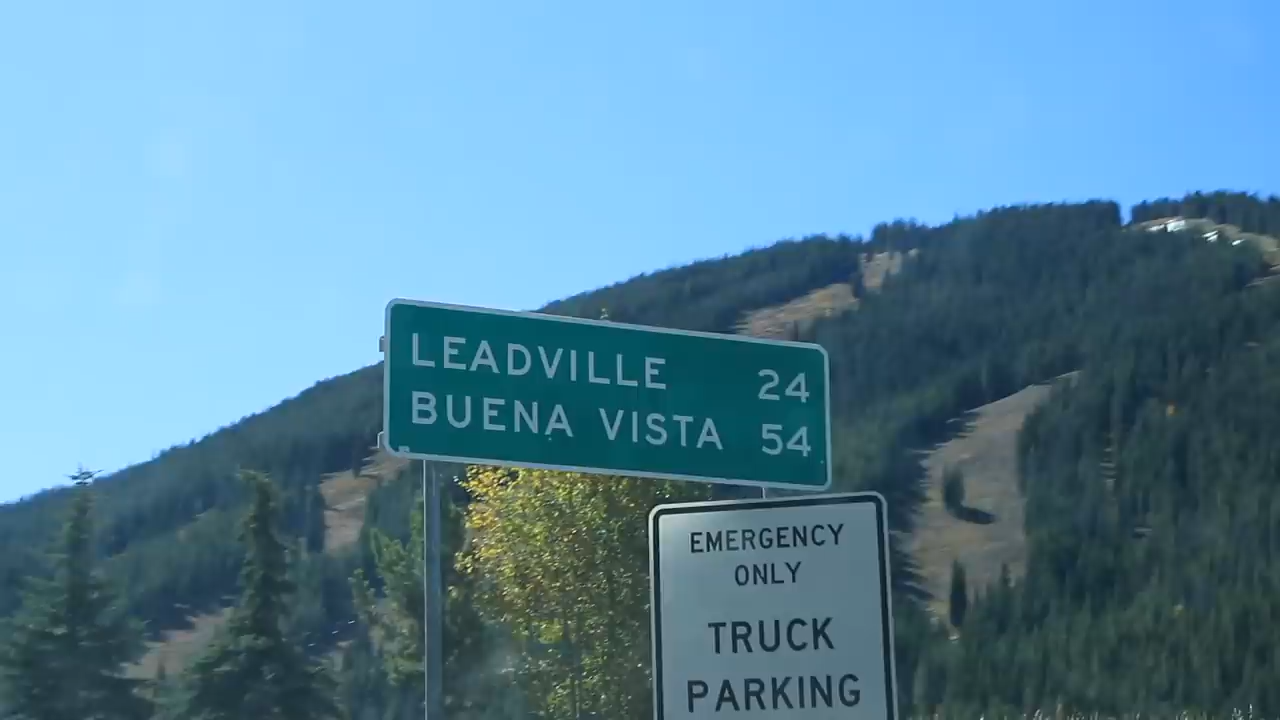 LEADVILLE 24
BUENA VISTA 54
EMERGENCY
ONLY
TRUCK
PARKING